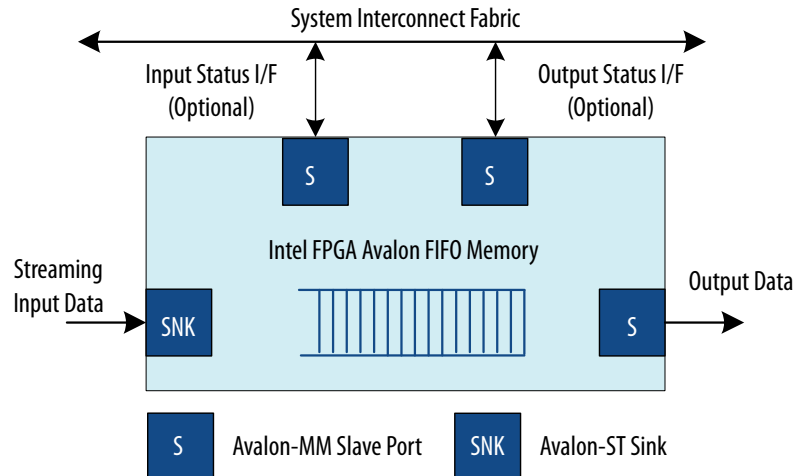 System Interconnect Fabric
Input Status I/F
(Optional)
Output Status I/F
(Optional)
S
S
Intel FPGA Avalon FIFO Memory
Streaming
Input Data
SNK
S
Output Data
S
Avalon-MM Slave Port
SNK
Avalon-ST Sink